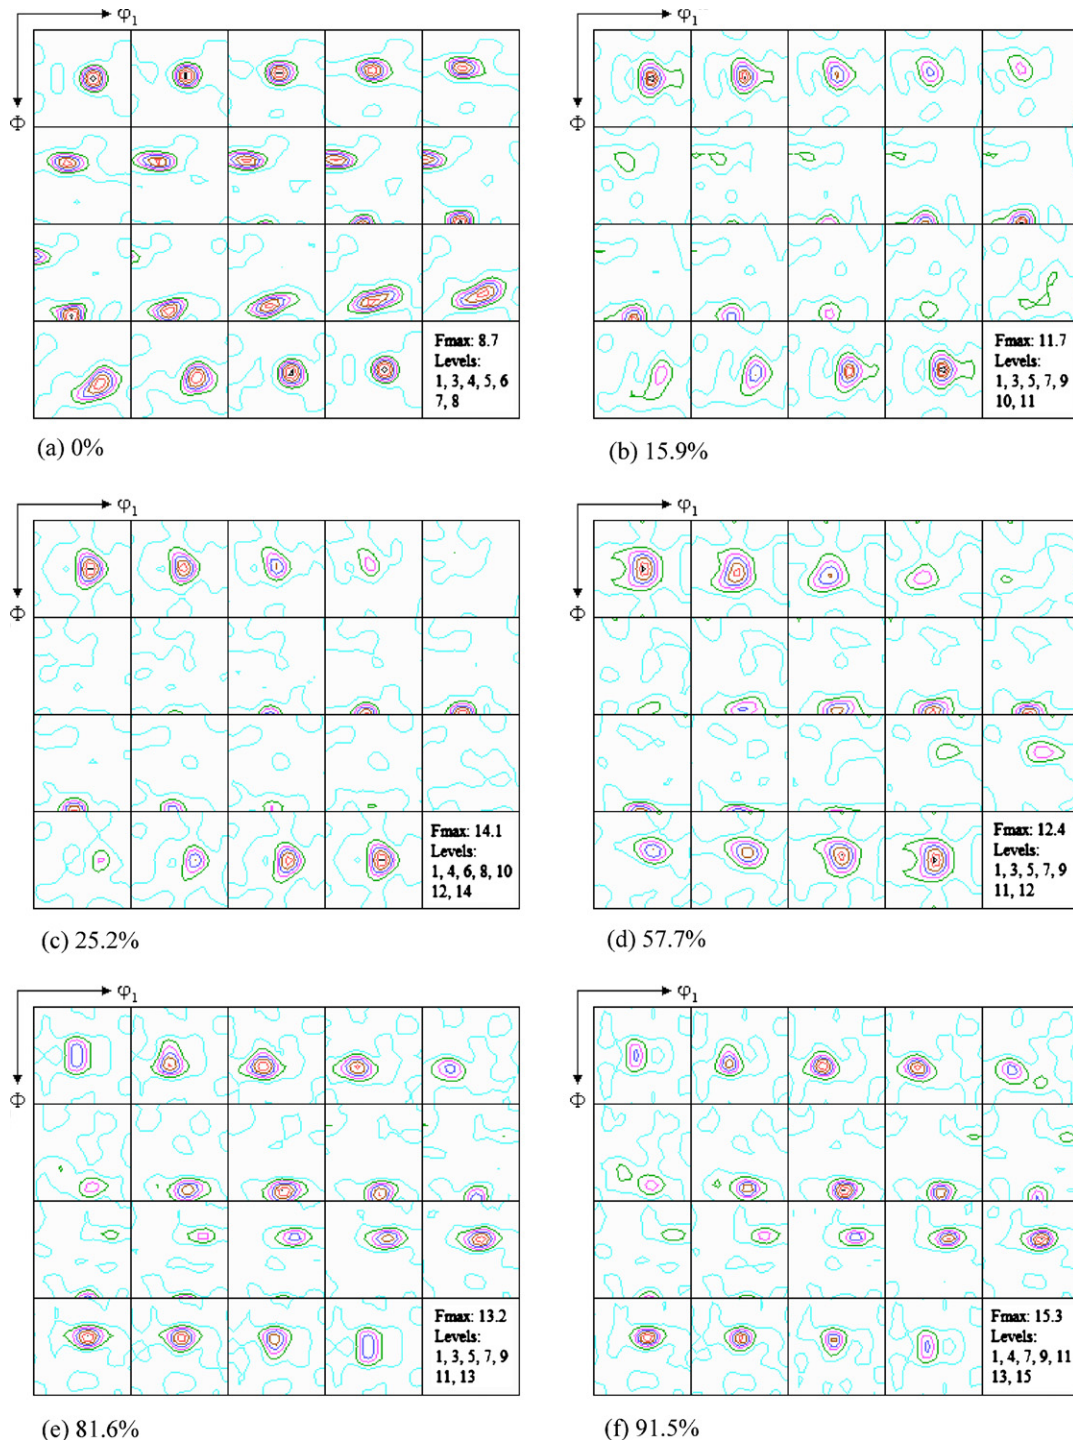 φ1
Φ
Fmax: 8.7
Levels:
1, 3, 4, 5, 6
7, 8
(a) 0%
φ1
Φ
Fmax: 11.7
Levels:
1, 3, 5, 7, 9
10, 11
(b) 15.9%
φ1
Φ
Fmax: 14.1
Levels:
1, 4, 6, 8, 10
12, 14
(c) 25.2%
φ1
Φ
Fmax: 12.4
Levels:
1, 3, 5, 7, 9
11, 12
(d) 57.7%
φ1
Φ
Fmax: 13.2
Levels:
1, 3, 5, 7, 9
11, 13
(e) 81.6%
φ1
Φ
Fmax: 15.3
Levels:
1, 4, 7, 9, 11
13, 15
(f) 91.5%